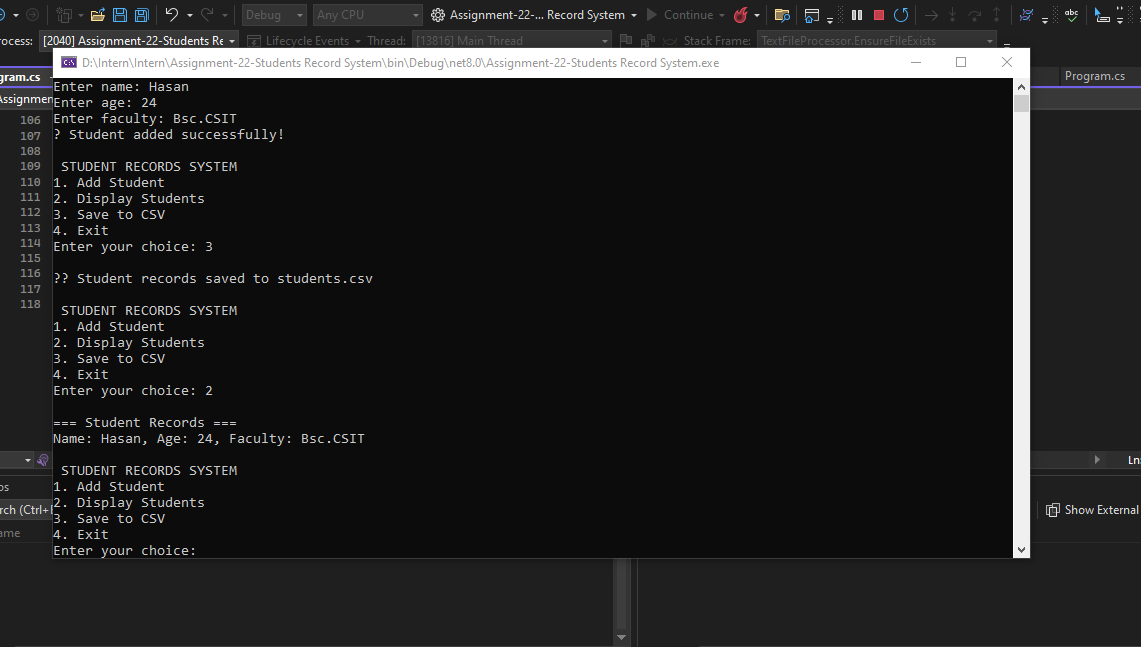 Debug
Any CPU
Assignment-22-... Record System
Continue
abc
rocess: [2040] Assignment-22-Students Re
Lifecycle Events
Thread: [13816] Main Thread
Stack Frame: TextFileProcessor.EnsureFileExists
gram.cs
Program.cs
Assignmen
D:\Intern\Intern\Assignment-22-Students Record System\bin\Debug\net8.0\Assignment-22-Students Record System.exe
106
107
108
109
110
111
112
113
114
115
116
117
118
Enter name: Hasan
Enter age: 24
Enter faculty: Bsc.CSIT
? Student added successfully!
STUDENT RECORDS SYSTEM
1. Add Student
2. Display Students
3. Save to CSV
4. Exit
Enter your choice: 3
?? Student records saved to students.csv
STUDENT RECORDS SYSTEM
1. Add Student
2. Display Students
3. Save to CSV
4. Exit
Enter your choice: 2
=== Student Records ===
Name: Hasan, Age: 24, Faculty: Bsc.CSIT
STUDENT RECORDS SYSTEM
1. Add Student
2. Display Students
3. Save to CSV
4. Exit
Enter your choice:
Ln:
os
rch (Ctrl+
ame
Show External